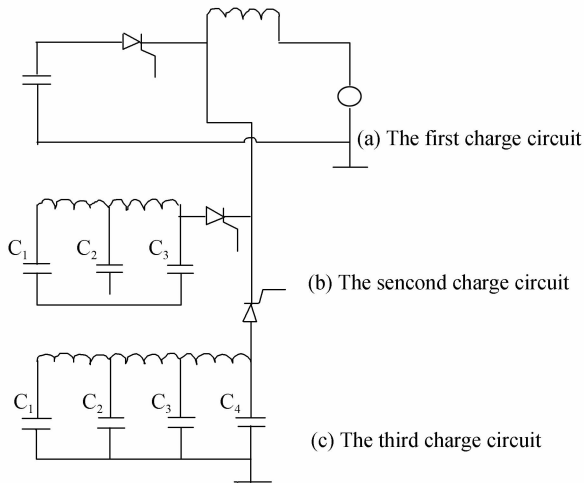 (a) The first charge circuit
C1 C2 C3
(b) The sencond charge circuit
C1 C2 C3 C4
(c) The third charge circuit